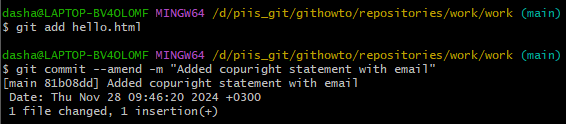 dasha@LAPTOP-BV4OL0MF MINGW64 /d/piis_git/githowto/repositories/work/work (main)
$ git add hello.html
dasha@LAPTOP-BV4OL0MF MINGW64 /d/piis_git/githowto/repositories/work/work (main)
$ git commit --amend -m "Added copuright statement with email"
[main 81b08dd] Added copuright statement with email
 Date: Thu Nov 28 09:46:20 2024 +0300
 1 file changed, 1 insertion(+)